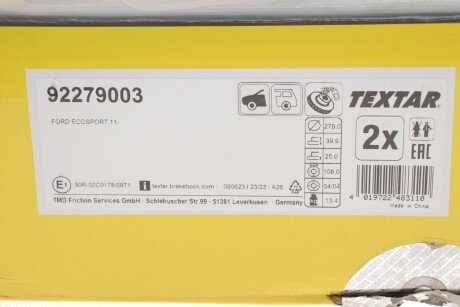 92279003
FORD ECOSPORT 11-
TEXTAR
278.0
39.9
25.0
108.0
04/04
13.4
2x
EAC
E1 90R-02C0175/0971
i textar.brakebook.com
090623 | 23/23 | A26
TMD Friction Services GmbH · Schlebuscher Str.99 · 51381 Leverkusen · Germany
4 019722 403110
Made in China